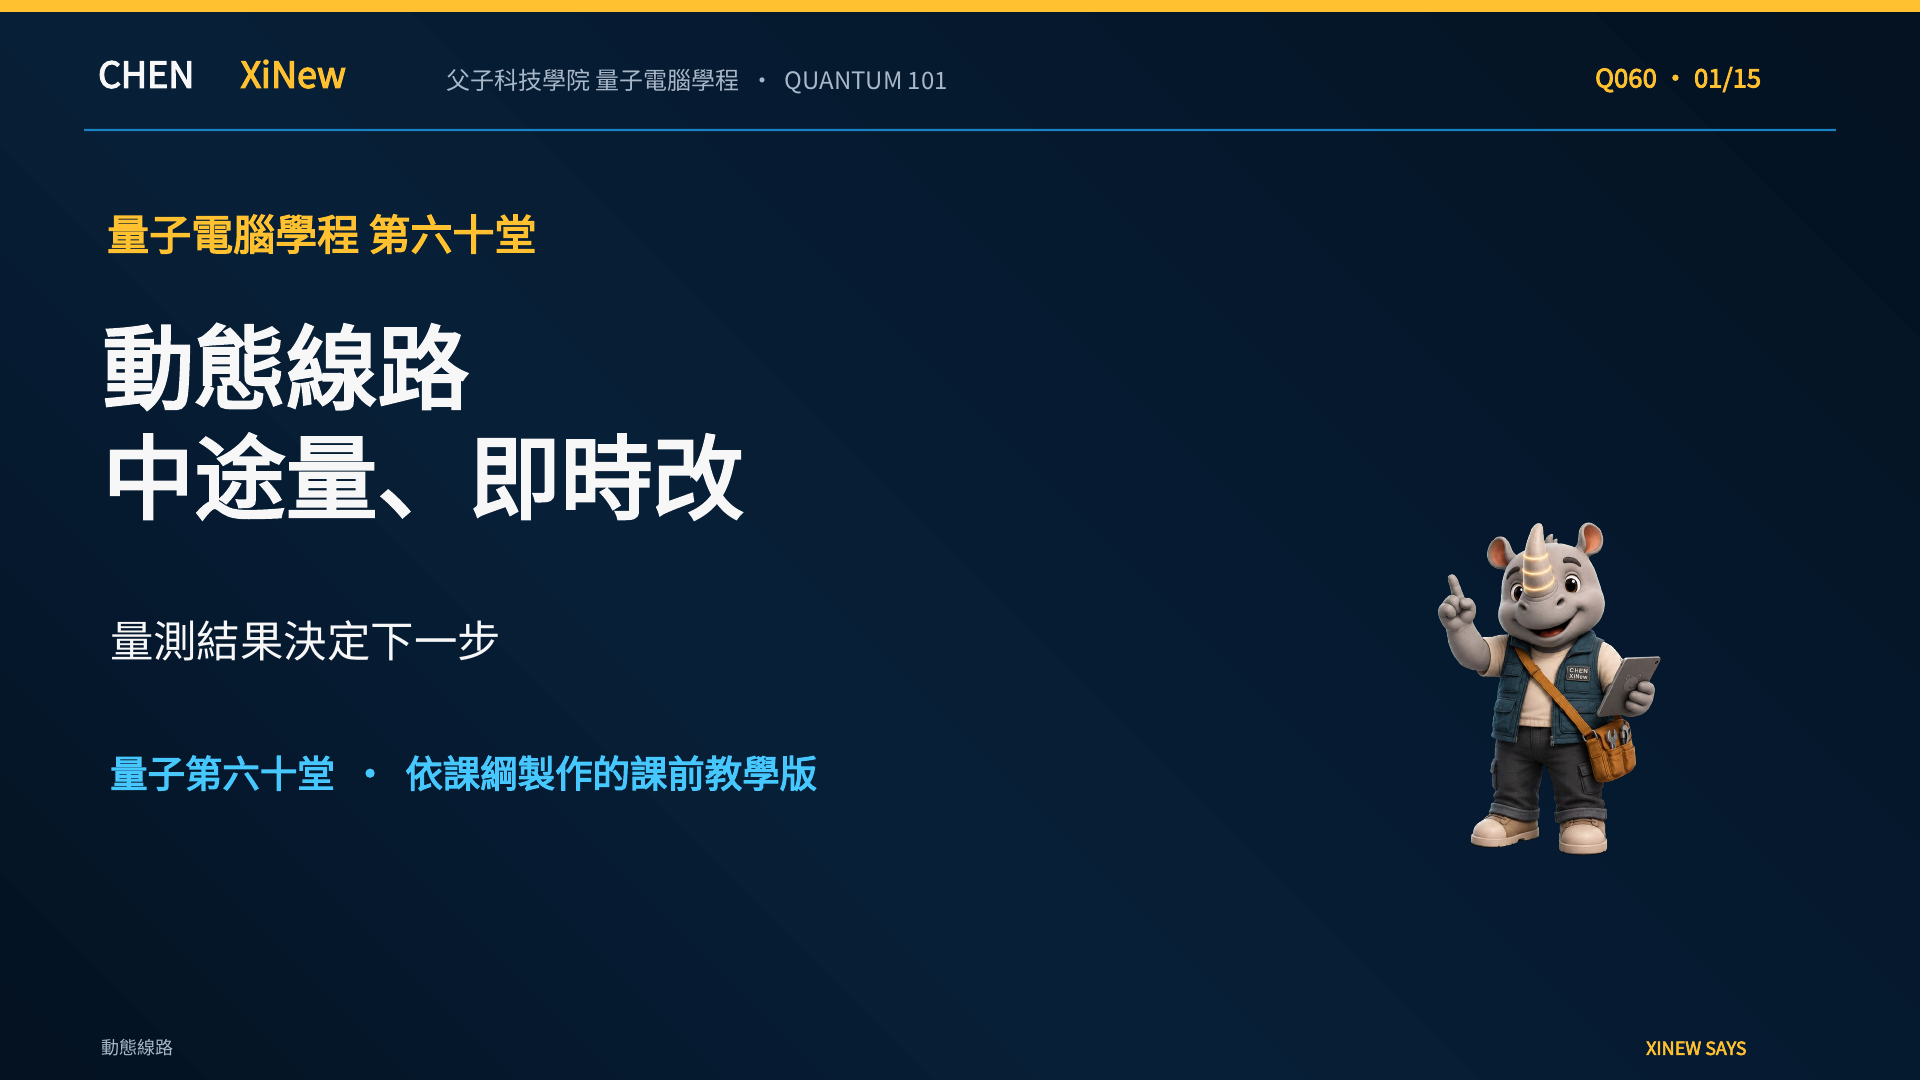 CHEN XiNew 父子科技學院 量子電腦學程 • QUANTUM 101 Q060 • 01/15
量子電腦學程 第六十堂
動態線路
中途量、即時改
量測結果決定下一步
量子第六十堂 • 依課綱製作的課前教學版
CHEN
XiNew
動態線路 XINEW SAYS